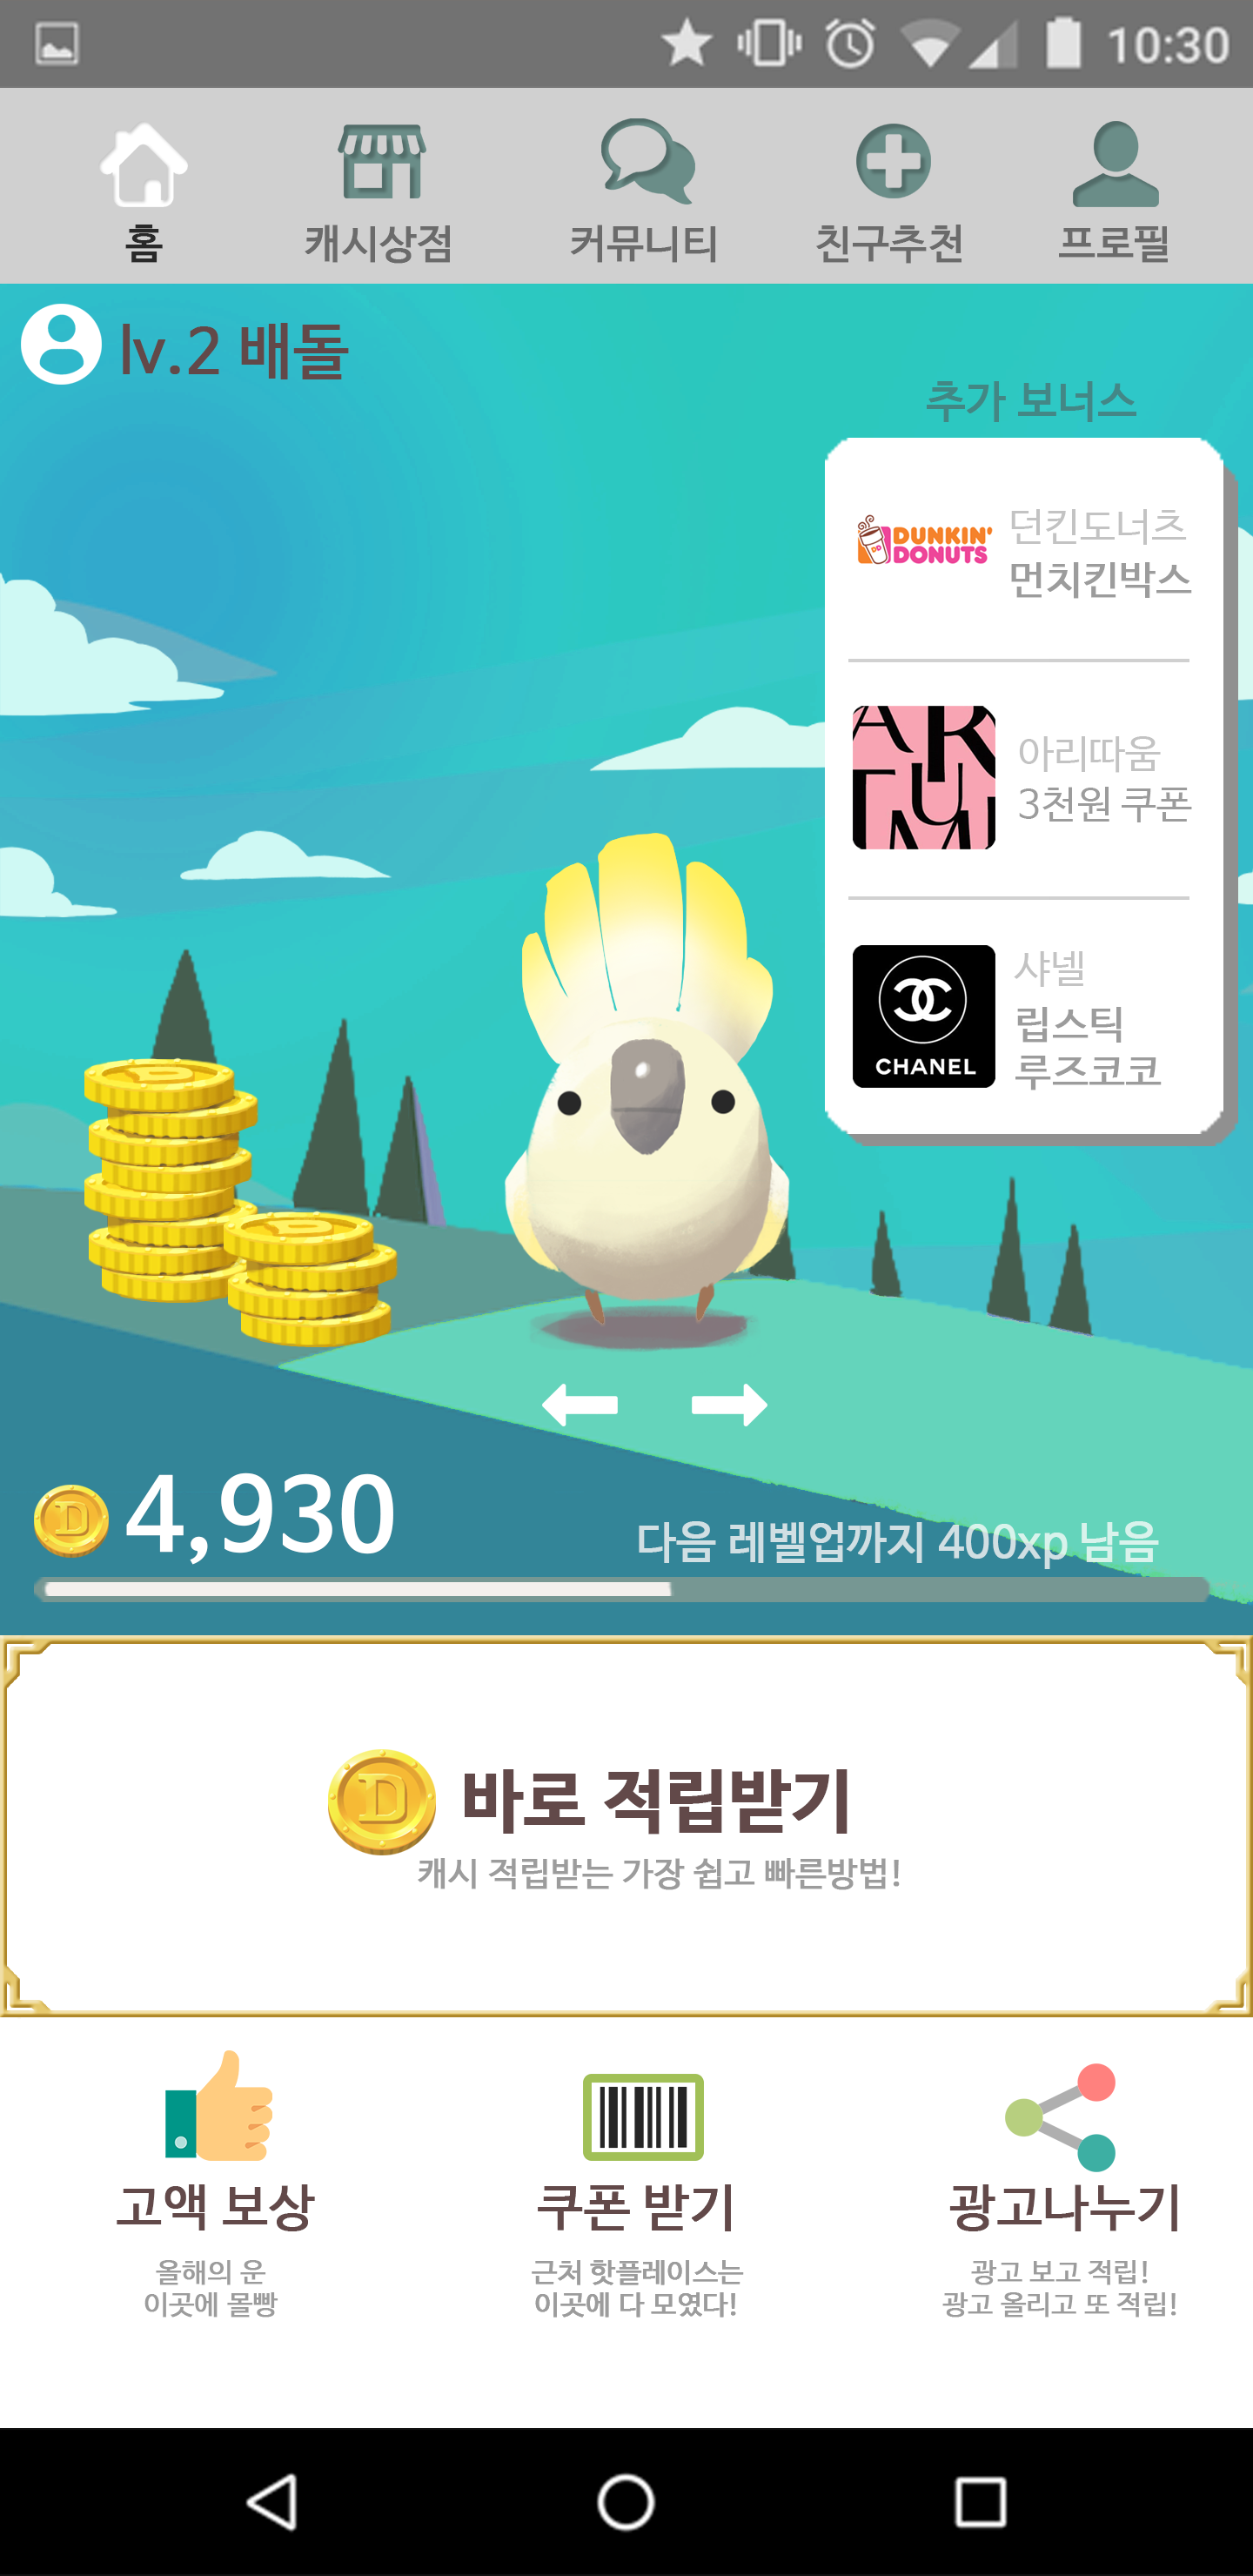 10:30
홈
캐시상점
커뮤니티
친구추천
프로필
lv.2 배돌
추가 보너스
DUNKIN'
DONUTS
던킨도너츠
먼치킨박스
아리따움
3천원 쿠폰
CHANEL
샤넬
립스틱
루즈코코
4,930
다음 레벨업까지 400xp 남음
바로 적립받기
캐시 적립받는 가장 쉽고 빠른방법!
고액 보상
올해의 운
이곳에 몰빵
쿠폰 받기
근처 핫플레이스는
이곳에 다 모였다!
광고나누기
광고 보고 적립!
광고 올리고 또 적립!